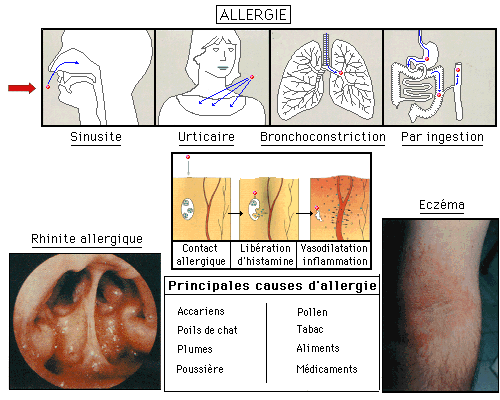 ALLERGIE
Sinusite
Urticaire
Bronchoconstriction
Par ingestion
Contact
allergique
Libération
d'histamine
Vasodilatation
inflammation
Eczéma
Rhinite allergique
Principales causes d'allergie
Accariens
Poils de chat
Plumes
Poussière
Pollen
Tabac
Aliments
Médicaments